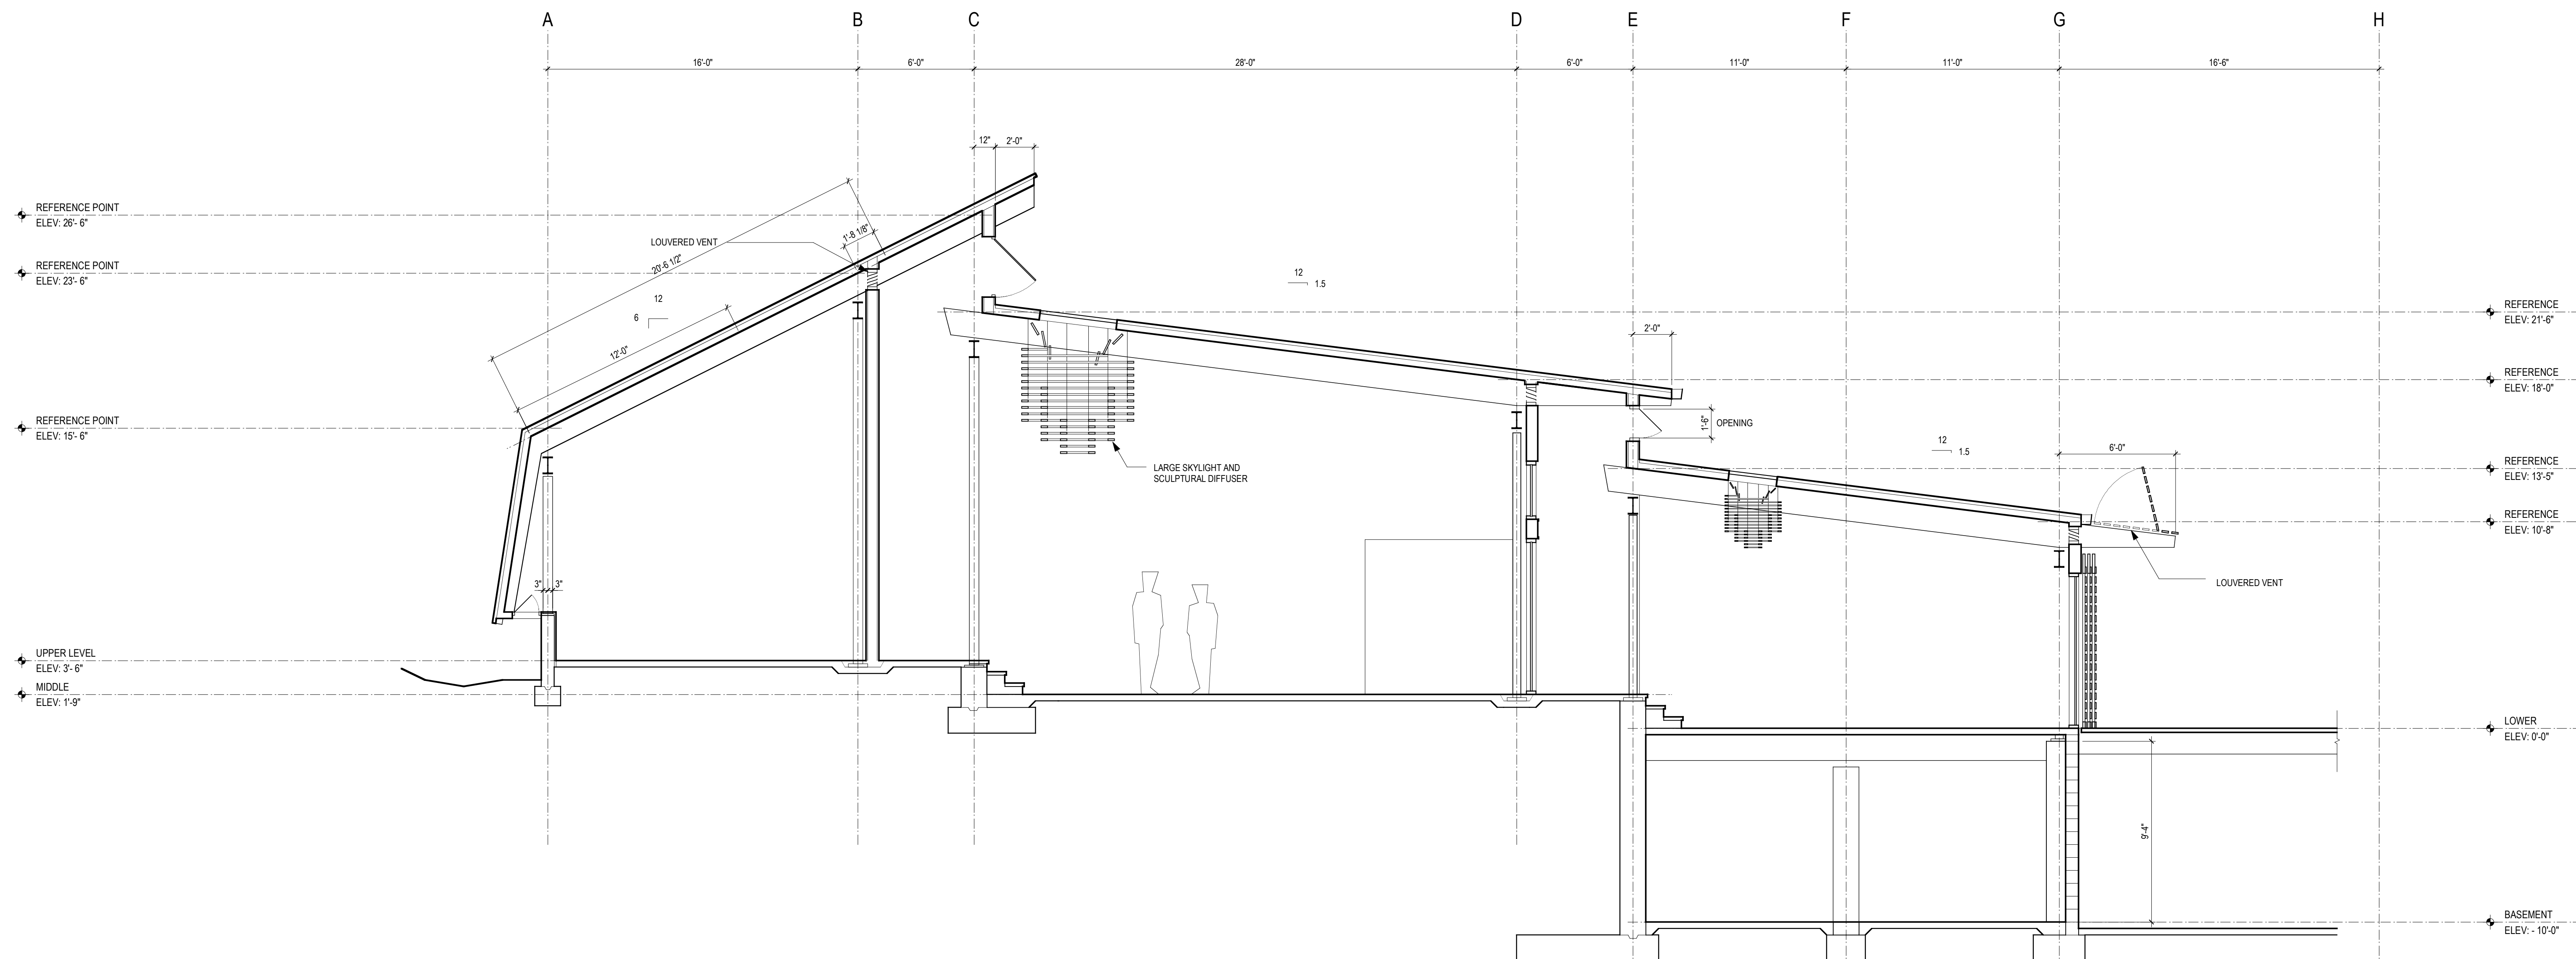 A
B
C
D
E
F
G
H
16'-0"
6'-0"
28'-0"
6'-0"
11'-0"
11'-0"
16'-6"
12"
2'-0"
REFERENCE POINT
ELEV: 26'- 6"
LOUVERED VENT
1'-8 1/8"
20'-6 1/2"
REFERENCE POINT
ELEV: 23'- 6"
12
6
12'-0"
12
1.5
REFERENCE
ELEV: 21'-6"
2'-0"
REFERENCE
ELEV: 18'-0"
REFERENCE POINT
ELEV: 15'- 6"
1'-6"
OPENING
12
1.5
6'-0"
LARGE SKYLIGHT AND
SCULPTURAL DIFFUSER
REFERENCE
ELEV: 13'-5"
REFERENCE
ELEV: 10'-8"
3"
3"
LOUVERED VENT
UPPER LEVEL
ELEV: 3'- 6"
MIDDLE
ELEV: 1'-9"
LOWER
ELEV: 0'-0"
9'-4"
BASEMENT
ELEV: - 10'-0"